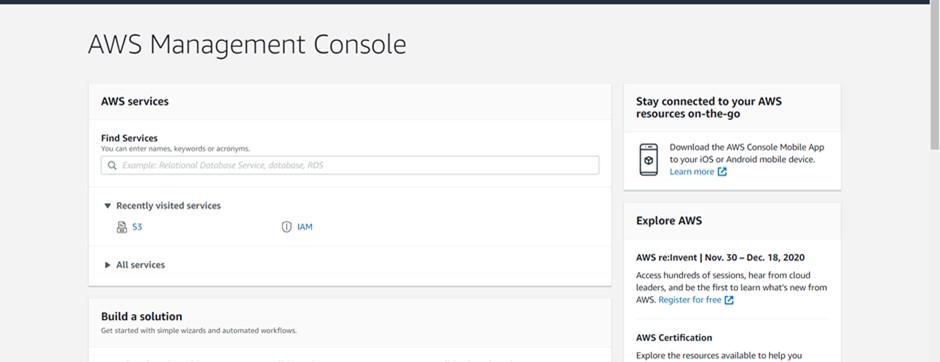 AWS Management Console
AWS services
Find Services
You can enter names, keywords or acronyms.
Example: Relational Database Service, database, RDS
Recently visited services
S3
IAM
All services
Build a solution
Get started with simple wizards and automated workflows.
Stay connected to your AWS
resources on-the-go
Download the AWS Console Mobile App
to your iOS or Android mobile device.
Learn more
Explore AWS
AWS re:Invent | Nov. 30 – Dec. 18, 2020
Access hundreds of sessions, hear from cloud
leaders, and be the first to learn what's new from
AWS. Register for free
AWS Certification
Explore the resources available to help you